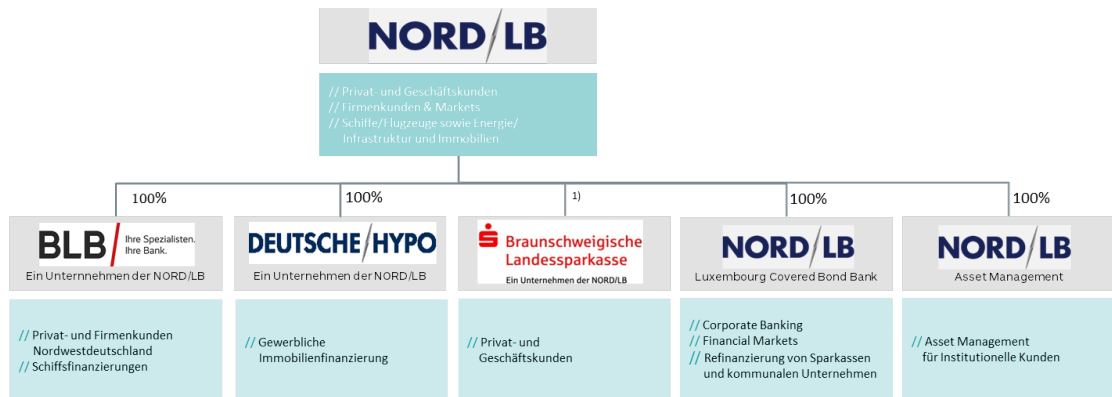 NORD/LB
// Privat- und Geschäftskunden
// Firmenkunden & Markets
// Schiffe/Flugzeuge sowie Energie/
Infrastruktur und Immobilien
100%
100%
1)
100%
100%
BLB/ Ihre Spezialisten.
Ihre Bank.
Ein Unternnehmen der NORD/LB
DEUTSCHE/HYPO
Ein Unternehmen der NORD/LB
Braunschweigische
Landessparkasse
Ein Unternehmen der NORD/LB
NORD/LB
Luxembourg Covered Bond Bank
NORD/LB
Asset Management
// Privat- und Firmenkunden
Nordwestdeutschland
// Schiffsfinanzierungen
// Gewerbliche
Immobilienfinanzierung
// Privat- und
Geschäftskunden
// Corporate Banking
// Financial Markets
// Refinanzierung von Sparkassen
und kommunalen Unternehmen
// Asset Management
für Institutionelle Kunden